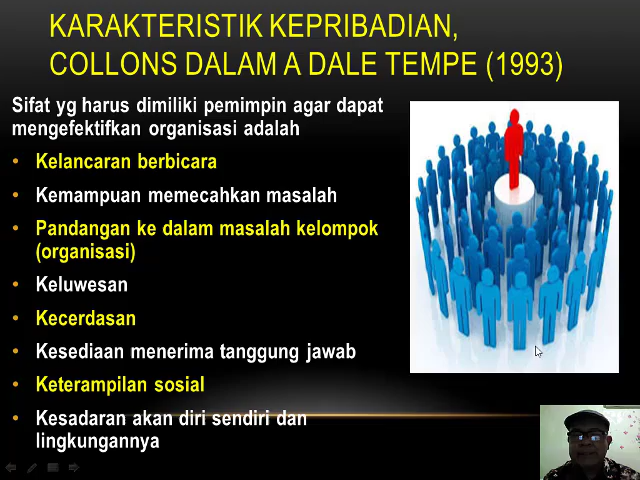 KARAKTERISTIK KEPRIBADIAN,
COLLONS DALAM A DALE TEMPE (1993)
Sifat yg harus dimiliki pemimpin agar dapat
mengefektifkan organisasi adalah
• Kelancaran berbicara
• Kemampuan memecahkan masalah
• Pandangan ke dalam masalah kelompok
(organisasi)
• Keluwesan
• Kecerdasan
• Kesediaan menerima tanggung jawab
• Keterampilan sosial
• Kesadaran akan diri sendiri dan
lingkungannya